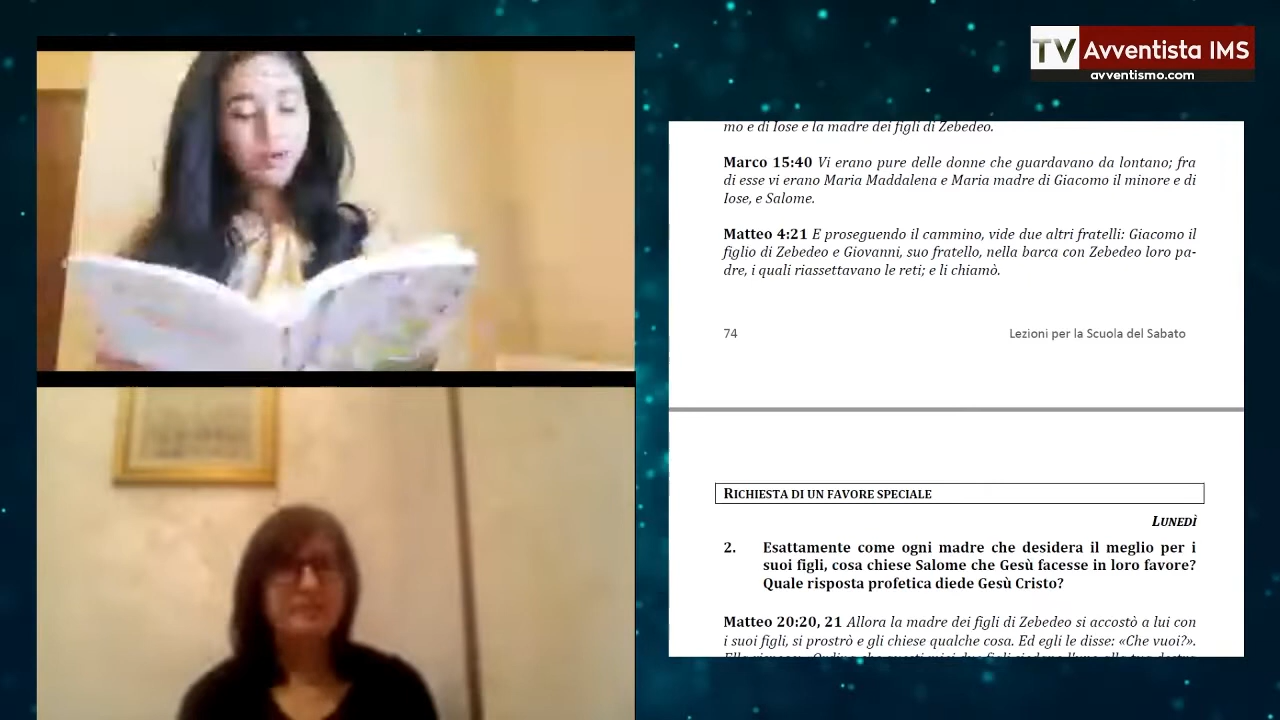 TV Avventista IMS
avventismo.com
mo e di Iose e la madre dei figli di Zebedeo.
Marco 15:40 Vi erano pure delle donne che guardavano da lontano; fra
di esse vi erano Maria Maddalena e Maria madre di Giacomo il minore e di
Iose, e Salome.
Matteo 4:21 E proseguendo il cammino, vide due altri fratelli: Giacomo il
figlio di Zebedeo e Giovanni, suo fratello, nella barca con Zebedeo loro pa-
dre, i quali riassettavano le reti; e li chiamò.
74 Lezioni per la Scuola del Sabato
RICHIESTA DI UN FAVORE SPECIALE
LUNEDÌ
2. Esattamente come ogni madre che desidera il meglio per i
suoi figli, cosa chiese Salome che Gesù facesse in loro favore?
Quale risposta profetica diede Gesù Cristo?
Matteo 20:20, 21 Allora la madre dei figli di Zebedeo si accostò a lui con
i suoi figli, si prostrò e gli chiese qualche cosa. Ed egli le disse: «Che vuoi?».